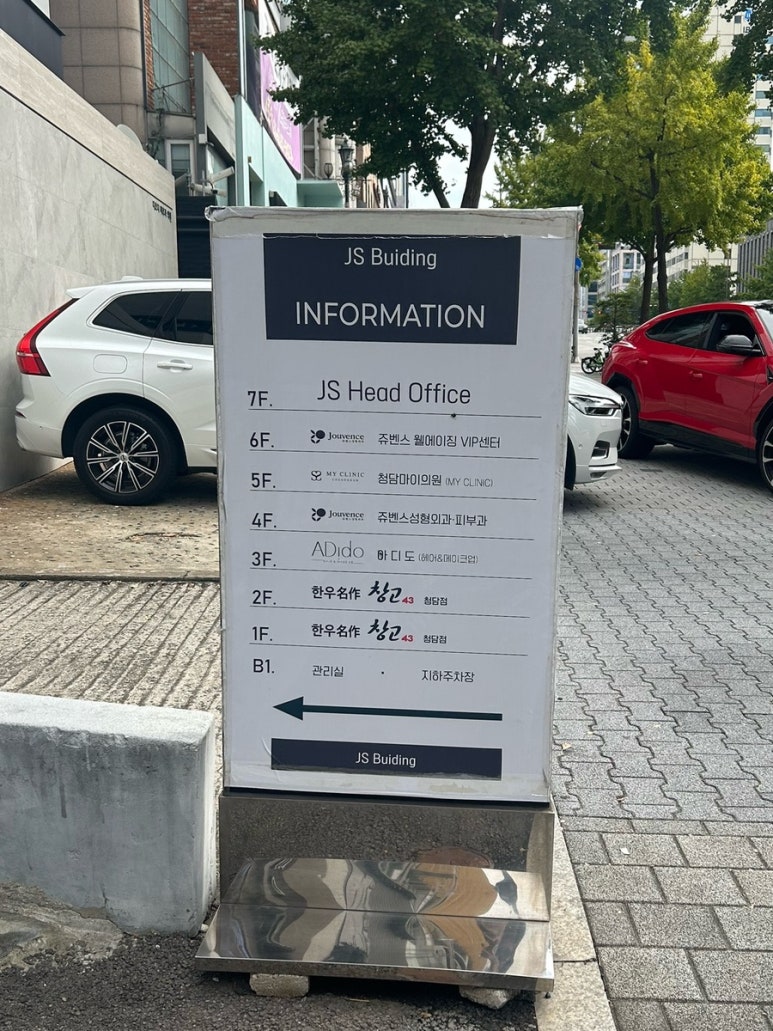 JS Buiding
INFORMATION
7F. JS Head Office
6F. Jouvence 쥬벤스 웰에이징 VIP센터
5F. MY CLINIC 청담마이의원 (MY CLINIC)
4F. Jouvence 쥬벤스성형외과·피부과
3F. ADido 아디도 (헤어&메이크업)
2F. 한우名作 창고43 청담점
1F. 한우名作 창고43 청담점
B1. 관리실 · 지하주차장
JS Buiding